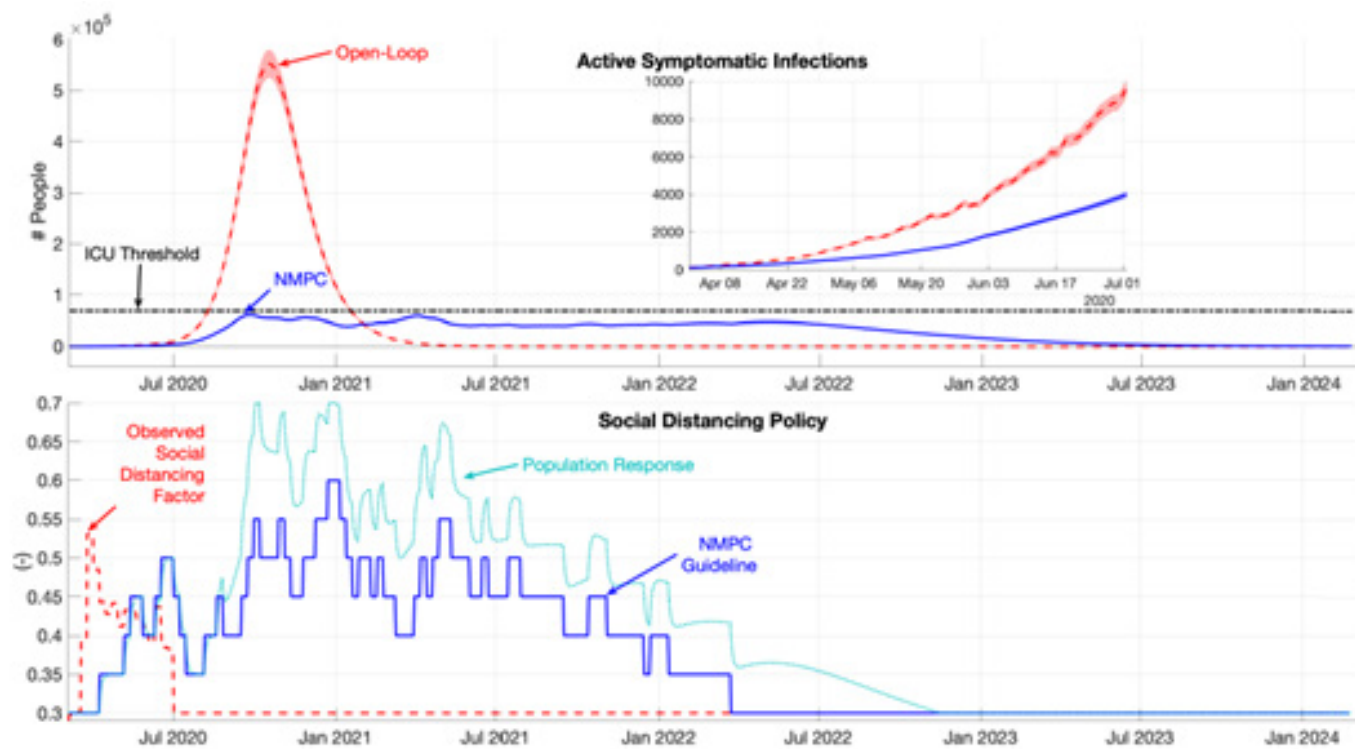 ×10⁵
6
5
4
3
2
1
0
# People
Open-Loop
ICU Threshold
NMPC
Active Symptomatic Infections
10000
8000
6000
4000
2000
0
Apr 08 Apr 22 May 06 May 20 Jun 03 Jun 17 Jul 01
2020
Jul 2020 Jan 2021 Jul 2021 Jan 2022 Jul 2022 Jan 2023 Jul 2023 Jan 2024
Social Distancing Policy
0.7
0.65
0.6
0.55
0.5
0.45
0.4
0.35
0.3
(-)
Observed
Social
Distancing
Factor
Population Response
NMPC
Guideline
Jul 2020 Jan 2021 Jul 2021 Jan 2022 Jul 2022 Jan 2023 Jul 2023 Jan 2024